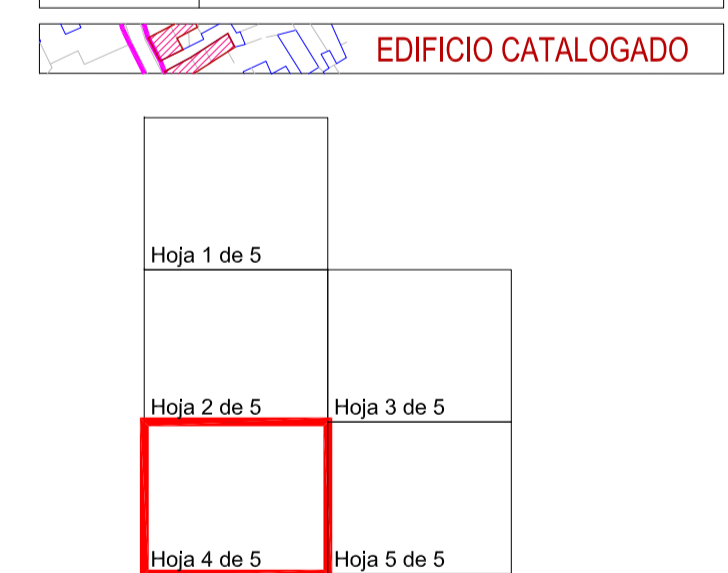 EDIFICIO CATALOGADO
Hoja 1 de 5
Hoja 2 de 5
Hoja 3 de 5
Hoja 4 de 5
Hoja 5 de 5